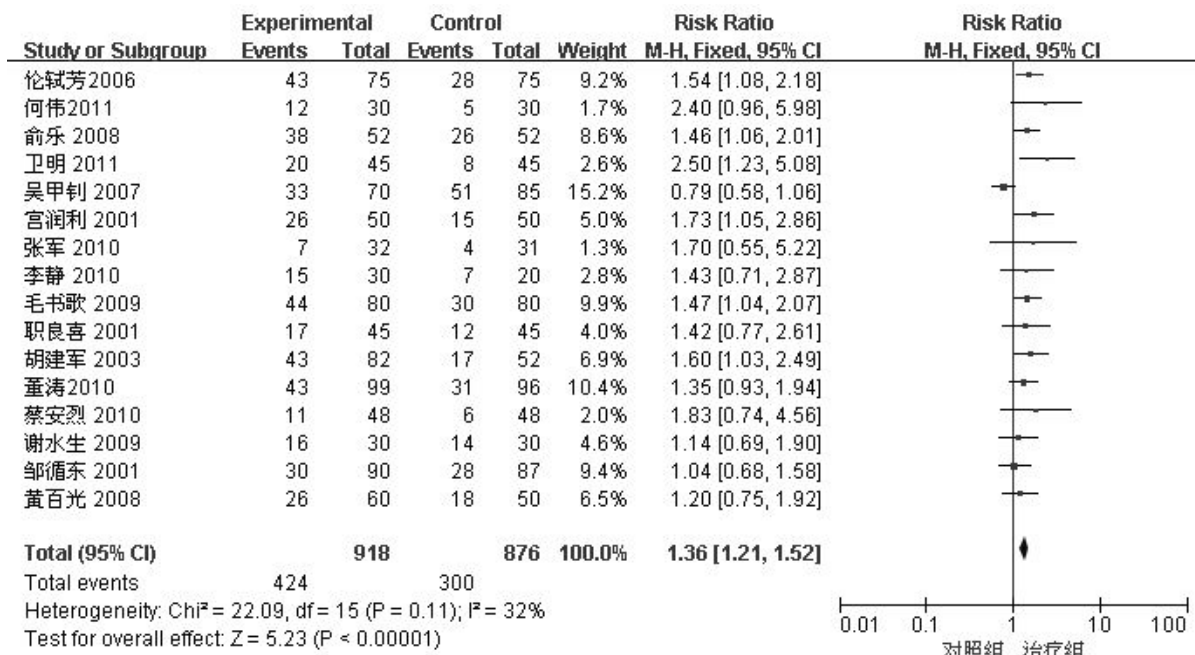 Experimental Control Risk Ratio Risk Ratio
Study or Subgroup Events Total Events Total Weight M-H, Fixed, 95% CI M-H, Fixed, 95% CI
伦轼芳2006 43 75 28 75 9.2% 1.54 [1.08, 2.18]
何伟2011 12 30 5 30 1.7% 2.40 [0.96, 5.98]
俞乐 2008 38 52 26 52 8.6% 1.46 [1.06, 2.01]
卫明 2011 20 45 8 45 2.6% 2.50 [1.23, 5.08]
吴甲钊 2007 33 70 51 85 15.2% 0.79 [0.58, 1.06]
宫润利 2001 26 50 15 50 5.0% 1.73 [1.05, 2.86]
张军 2010 7 32 4 31 1.3% 1.70 [0.55, 5.22]
李静 2010 15 30 7 20 2.8% 1.43 [0.71, 2.87]
毛书歌 2009 44 80 30 80 9.9% 1.47 [1.04, 2.07]
职良喜 2001 17 45 12 45 4.0% 1.42 [0.77, 2.61]
胡建军 2003 43 82 17 52 6.9% 1.60 [1.03, 2.49]
董涛2010 43 99 31 96 10.4% 1.35 [0.93, 1.94]
蔡安烈 2010 11 48 6 48 2.0% 1.83 [0.74, 4.56]
谢水生 2009 16 30 14 30 4.6% 1.14 [0.69, 1.90]
邹循东 2001 30 90 28 87 9.4% 1.04 [0.68, 1.58]
黄百光 2008 26 60 18 50 6.5% 1.20 [0.75, 1.92]
Total (95% CI) 918 876 100.0% 1.36 [1.21, 1.52]
Total events 424 300
Heterogeneity: Chi² = 22.09, df = 15 (P = 0.11); I² = 32%
Test for overall effect: Z = 5.23 (P < 0.00001)
0.01 0.1 1 10 100
对照组 治疗组